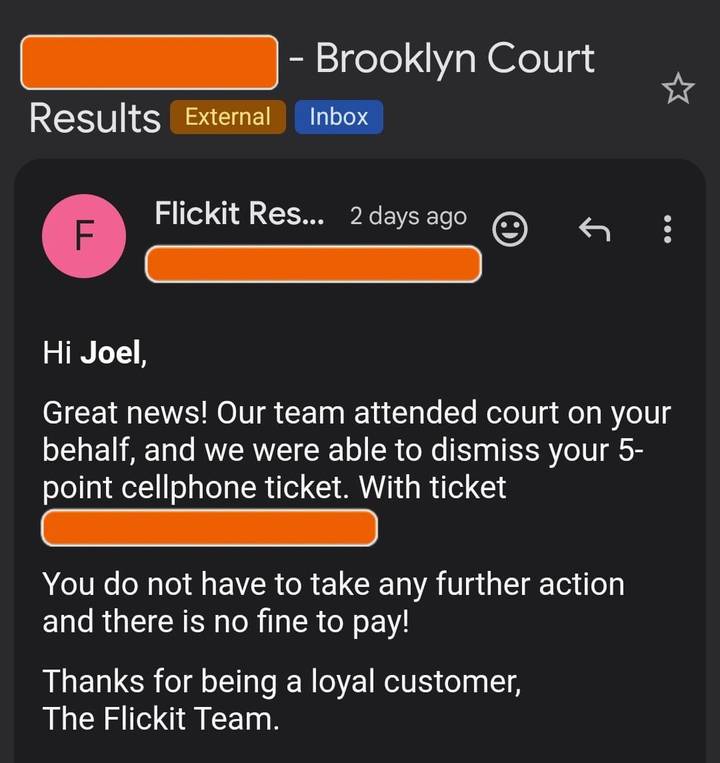 - Brooklyn Court
Results External Inbox
F
Flickit Res... 2 days ago
Hi Joel,
Great news! Our team attended court on your
behalf, and we were able to dismiss your 5-
point cellphone ticket. With ticket
You do not have to take any further action
and there is no fine to pay!
Thanks for being a loyal customer,
The Flickit Team.